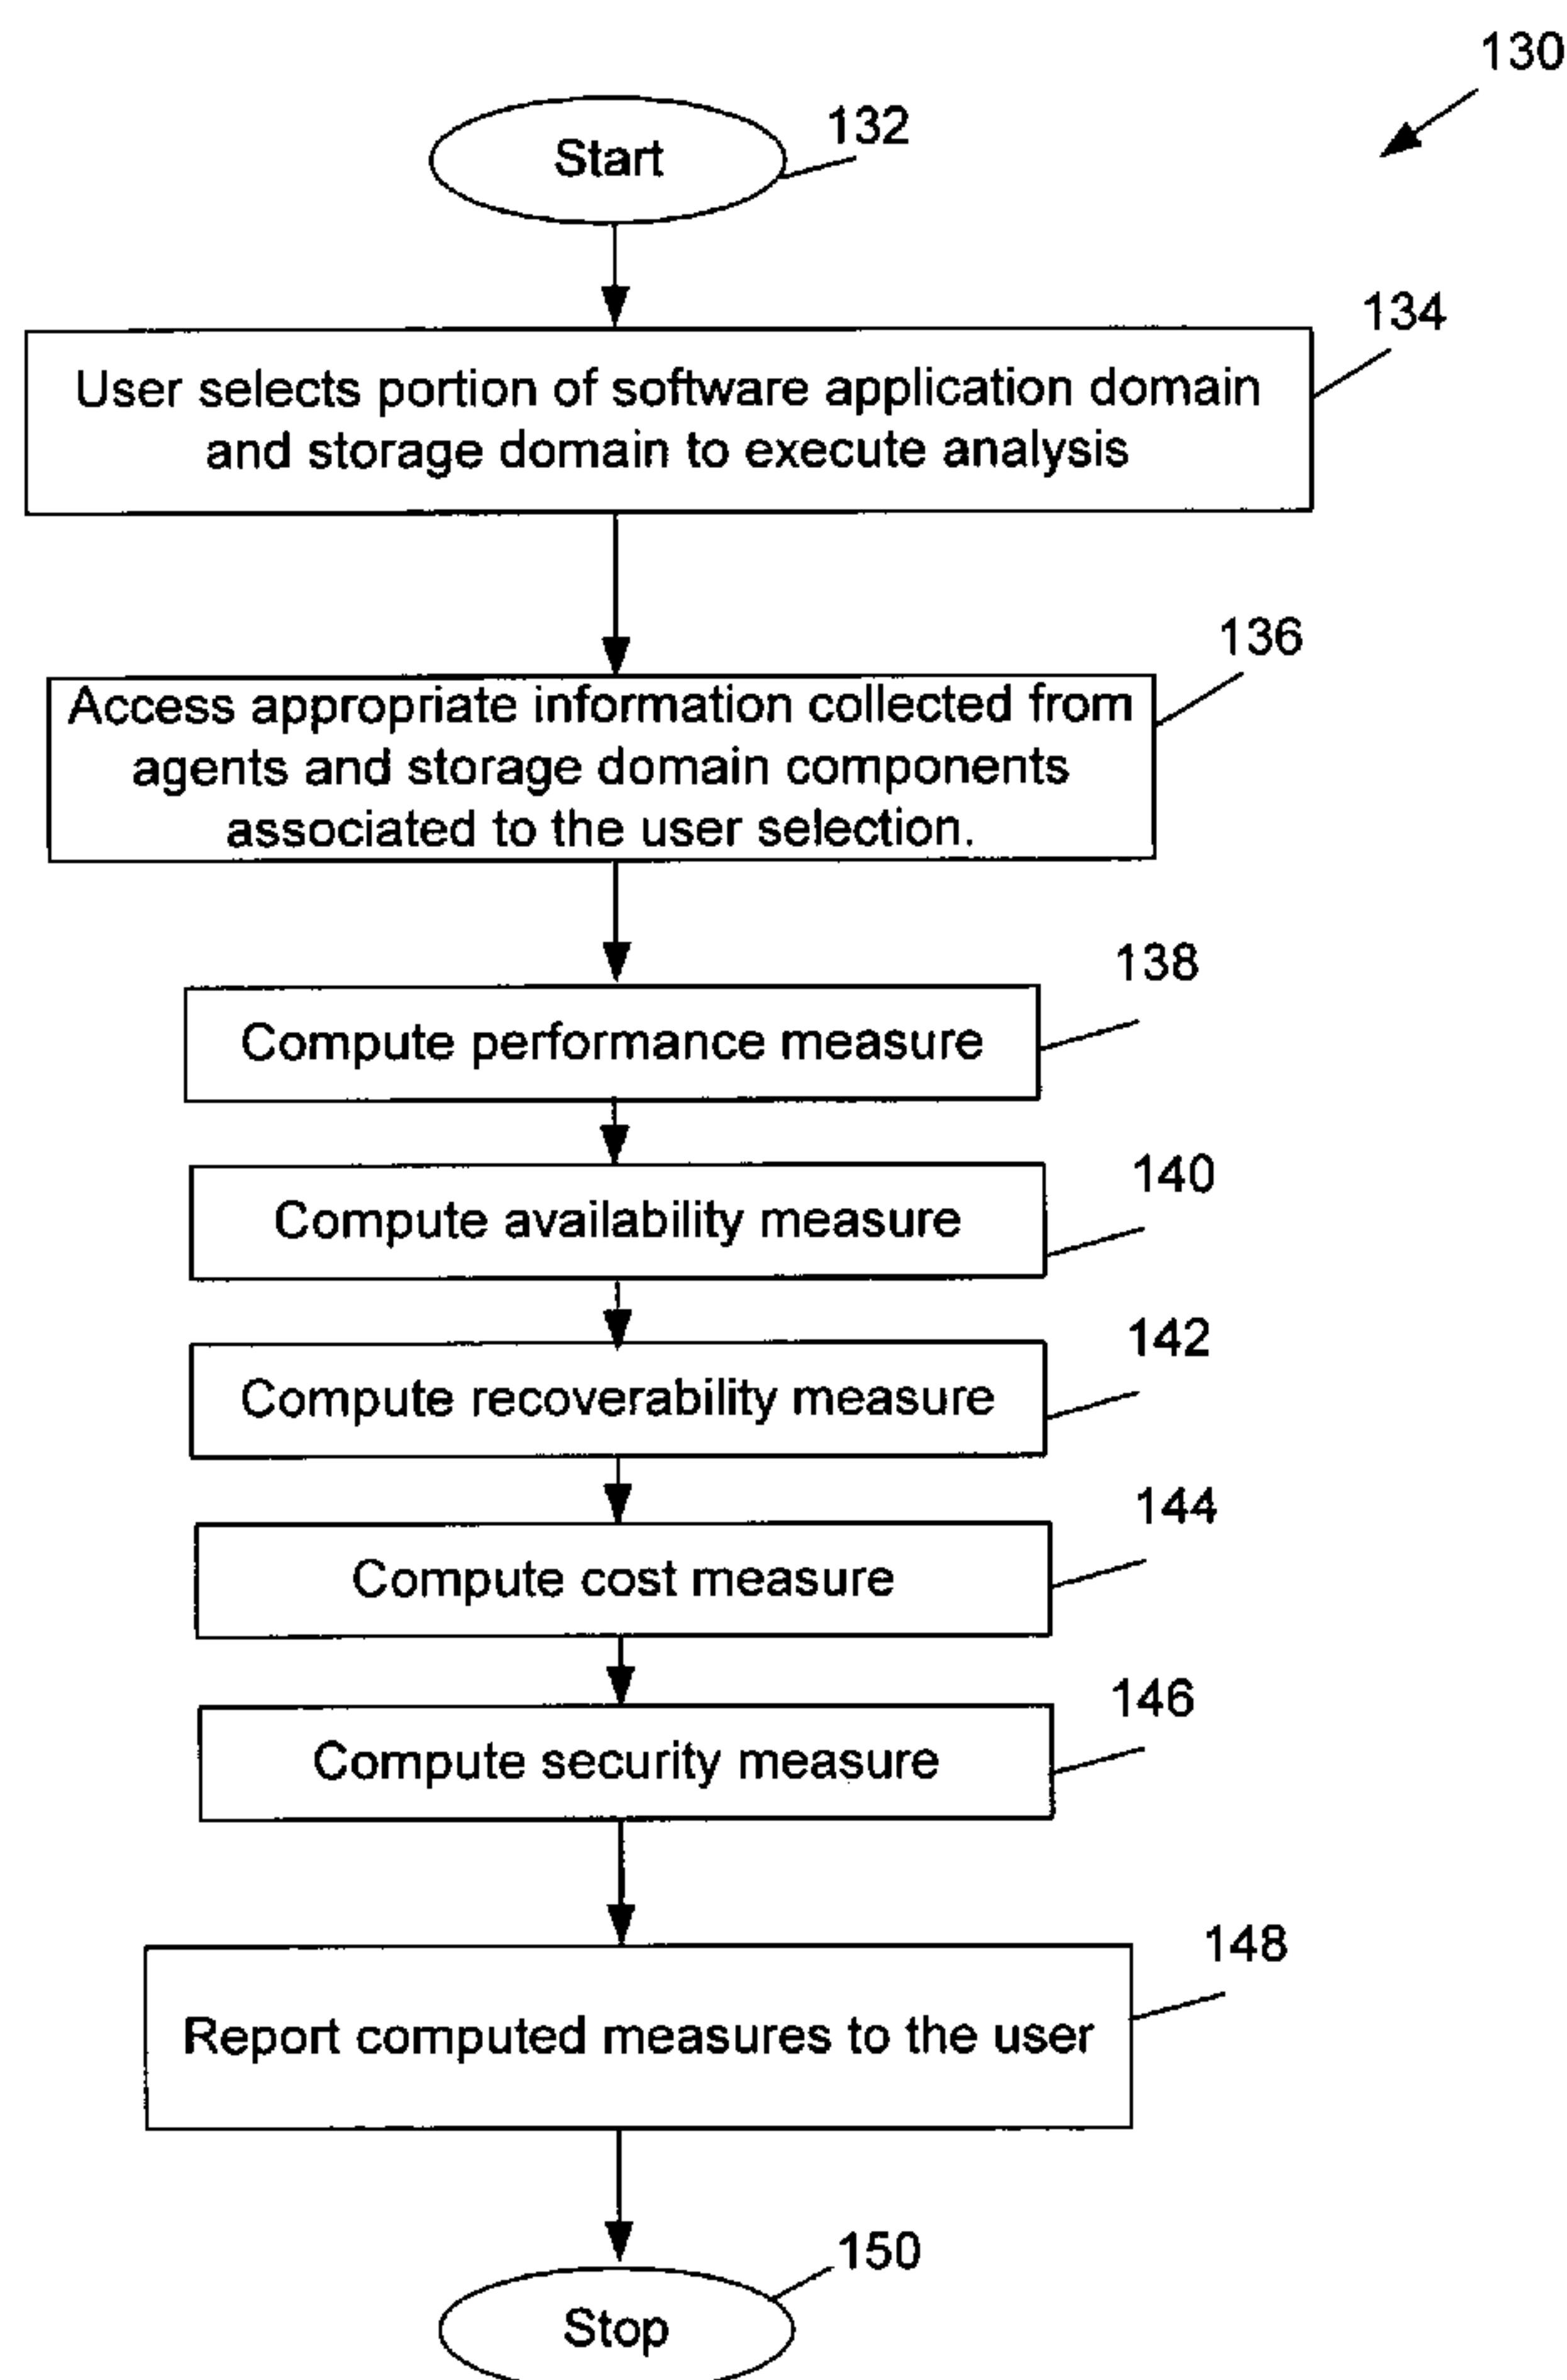 130
132
Start
134
User selects portion of software application domain
and storage domain to execute analysis
136
Access appropriate information collected from
agents and storage domain components
associated to the user selection.
138
Compute performance measure
140
Compute availability measure
142
Compute recoverability measure
144
Compute cost measure
146
Compute security measure
148
Report computed measures to the user
150
Stop